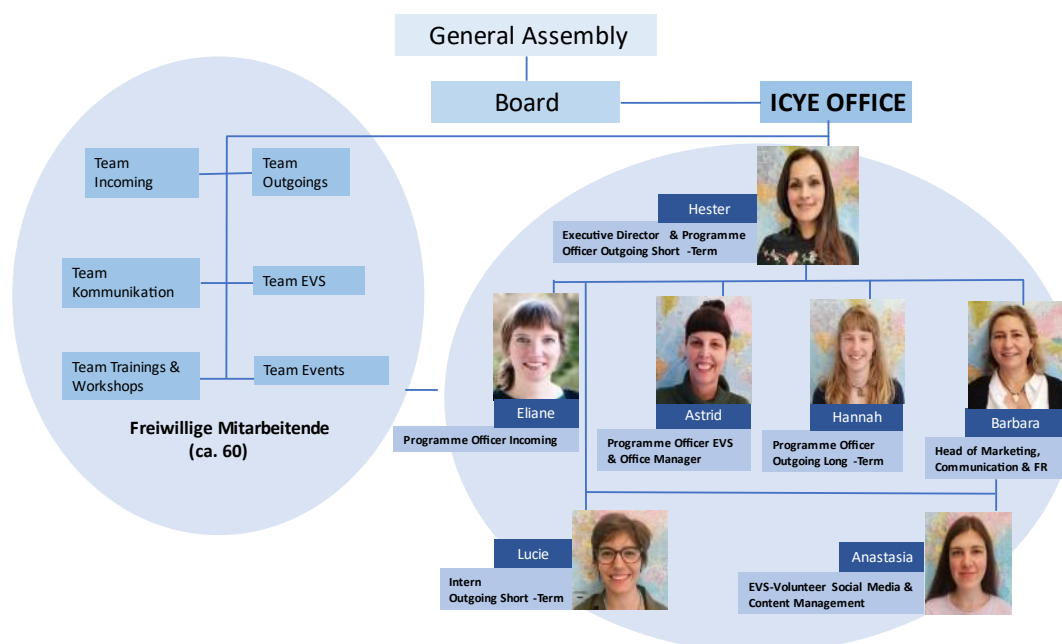 General Assembly
Board
ICYE OFFICE
Team
Incoming
Team
Outgoings
Team
Kommunikation
Team EVS
Team Trainings &
Workshops
Team Events
Freiwillige Mitarbeitende
(ca. 60)
Hester
Executive Director & Programme
Officer Outgoing Short -Term
Eliane
Programme Officer Incoming
Astrid
Programme Officer EVS
& Office Manager
Hannah
Programme Officer
Outgoing Long -Term
Barbara
Head of Marketing,
Communication & FR
Lucie
Intern
Outgoing Short -Term
Anastasia
EVS-Volunteer Social Media &
Content Management